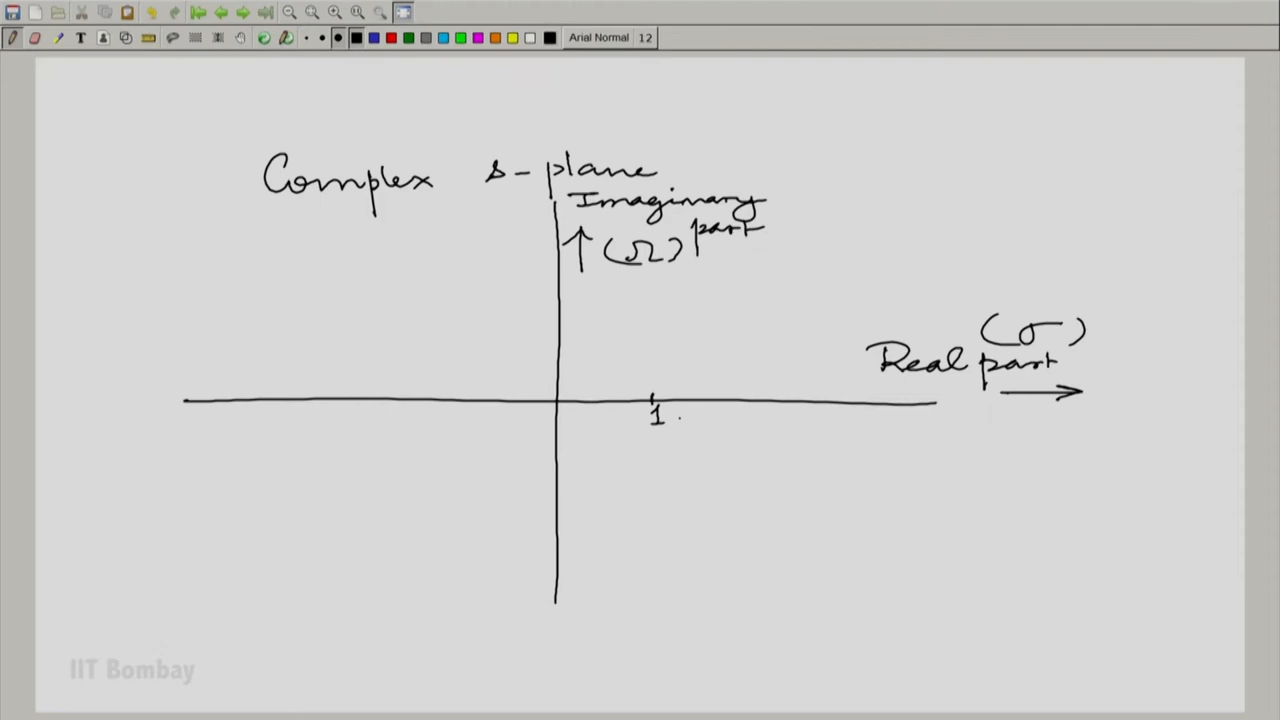 Arial Normal 12
Complex s-plane
Imaginary
part
(Ω)
(σ)
Real part
1
IIT Bombay